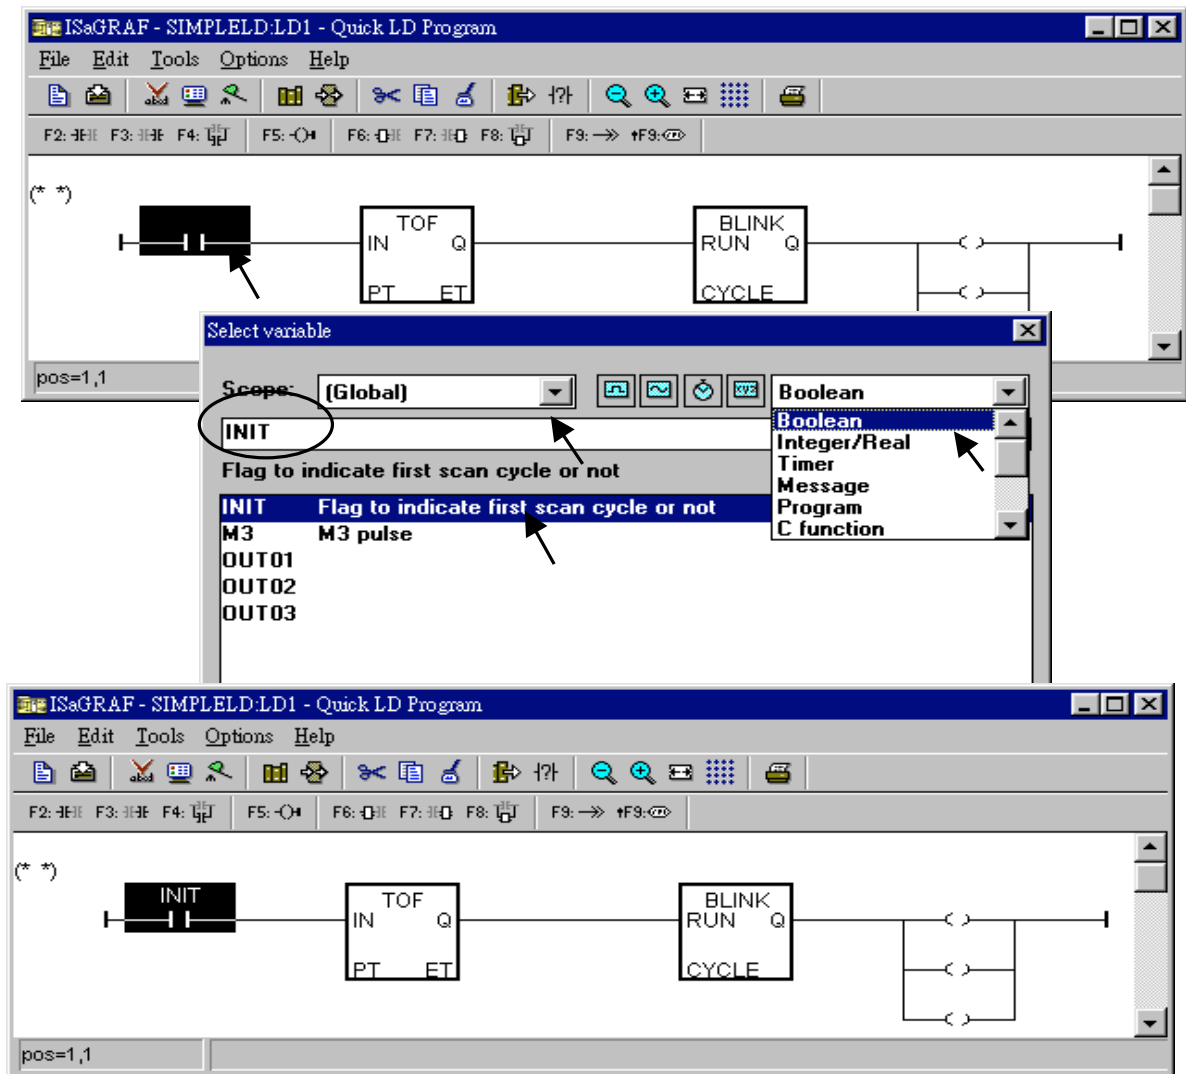 ISaGRAF - SIMPLELD:LD1 - Quick LD Program
File Edit Tools Options Help
F2: F3: F4: F5: F6: F7: F8: F9: F9:
(* *)
TOF
IN Q
PT ET
BLINK
RUN Q
CYCLE
pos=1,1
Select variable
Scope: (Global) Boolean
INIT
Boolean
Integer/Real
Timer
Message
Program
C function
Flag to indicate first scan cycle or not
INIT Flag to indicate first scan cycle or not
M3 M3 pulse
OUT01
OUT02
OUT03
ISaGRAF - SIMPLELD:LD1 - Quick LD Program
File Edit Tools Options Help
F2: F3: F4: F5: F6: F7: F8: F9: F9:
(* *)
INIT
TOF
IN Q
PT ET
BLINK
RUN Q
CYCLE
pos=1,1